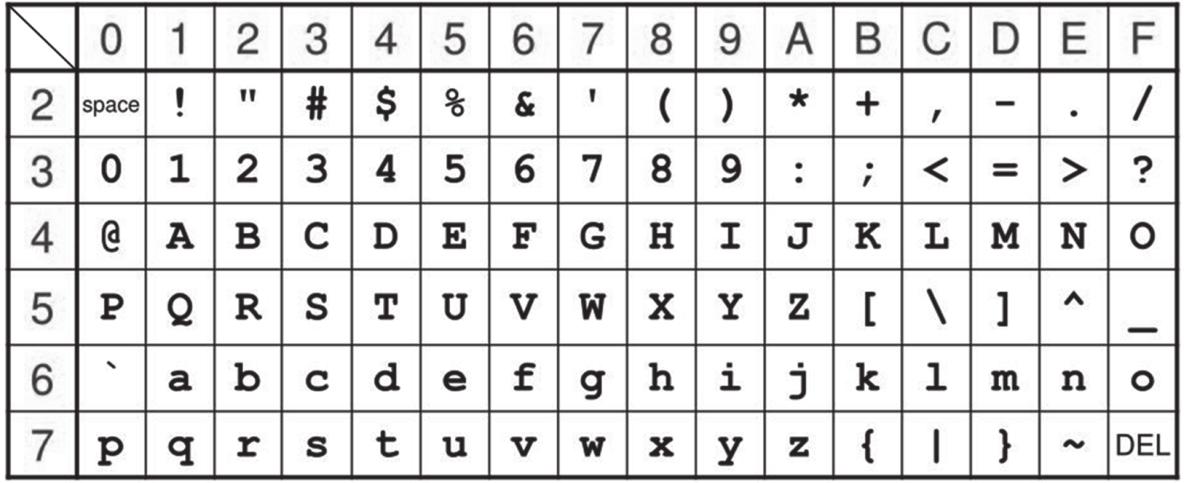 0 1 2 3 4 5 6 7 8 9 A B C D E F
2 space ! " # $ % & ' ( ) * + , - . /
3 0 1 2 3 4 5 6 7 8 9 : ; < = > ?
4 @ A B C D E F G H I J K L M N O
5 P Q R S T U V W X Y Z [ \ ] ^ _
6 ` a b c d e f g h i j k l m n o
7 p q r s t u v w x y z { | } ~ DEL